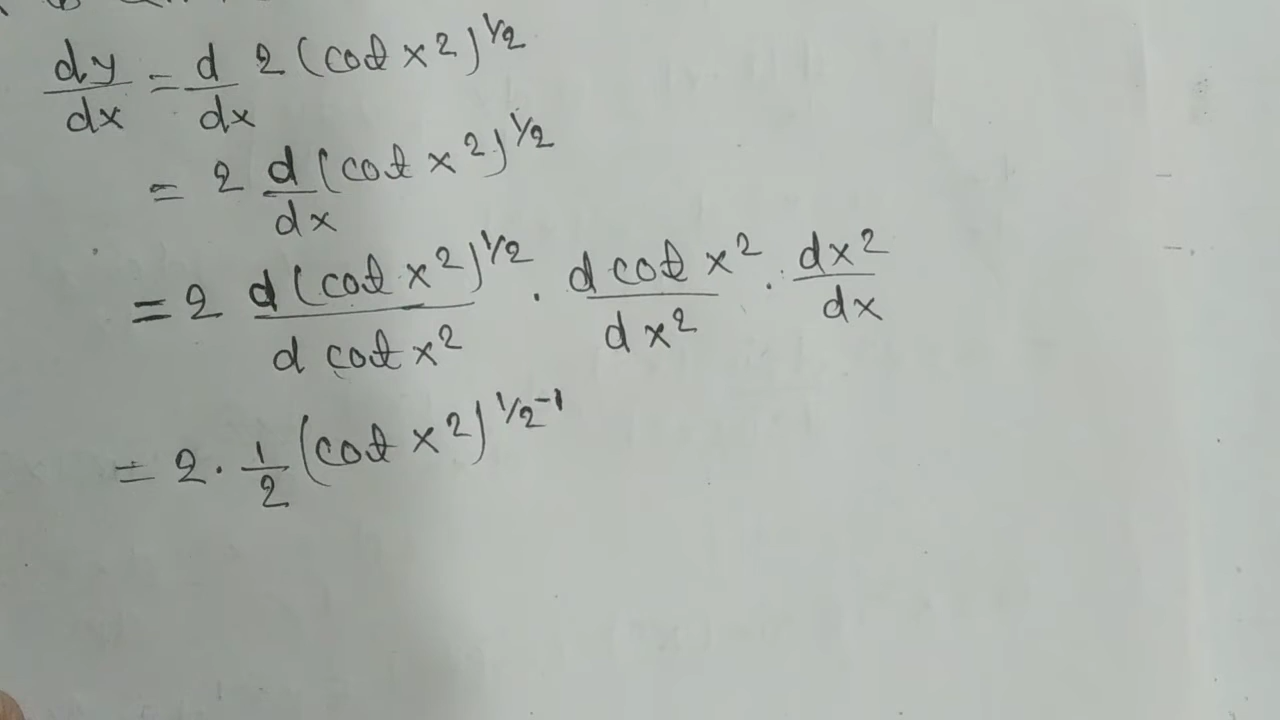 dy/dx = d/dx 2 (cot x²)^1/2
= 2 d/dx (cot x²)^1/2
= 2 d(cot x²)^1/2 / d cot x² · d cot x² / dx² · dx²/dx
= 2 · 1/2 (cot x²)^1/2-1